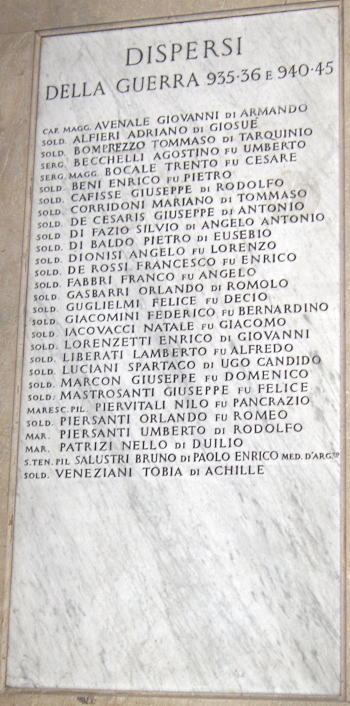 DISPERSI
DELLA GUERRA 935·36 E 940·45
CAP. MAGG. AVENALE GIOVANNI DI ARMANDO
SOLD. ALFIERI ADRIANO DI GIOSUE
SOLD. BOMPREZZO TOMMASO DI TARQUINIO
SERG. BECCHELLI AGOSTINO FU UMBERTO
SERG. MAGG. BOCALE TRENTO FU CESARE
SOLD. BENI ENRICO FU PIETRO
SOLD. CAFISSE GIUSEPPE DI RODOLFO
SOLD. CORRIDONI MARIANO DI TOMMASO
SOLD. DE CESARIS GIUSEPPE DI ANTONIO
SOLD. DI FAZIO SILVIO DI ANGELO ANTONIO
SOLD. DI BALDO PIETRO DI EUSEBIO
SOLD. DIONISI ANGELO FU LORENZO
SOLD. DE ROSSI FRANCESCO FU ENRICO
SOLD. FABBRI FRANCO FU ANGELO
SOLD. GASBARRI ORLANDO DI ROMOLO
SOLD. GUGLIELMI FELICE FU DECIO
SOLD. GIACOMINI FEDERICO FU BERNARDINO
SOLD. IACOVACCI NATALE FU GIACOMO
SOLD. LORENZETTI ENRICO DI GIOVANNI
SOLD. LIBERATI LAMBERTO FU ALFREDO
SOLD. LUCIANI SPARTACO DI UGO CANDIDO
SOLD. MARCON GIUSEPPE FU DOMENICO
SOLD. MASTROSANTI GIUSEPPE FU FELICE
MARESC. PIL. PIERVITALI NILO FU PANCRAZIO
SOLD. PIERSANTI ORLANDO FU ROMEO
MAR. PIERSANTI UMBERTO DI RODOLFO
MAR. PATRIZI NELLO DI DUILIO
S.TEN. PIL SALUSTRI BRUNO DI PAOLO ENRICO MED. D'ARG.
SOLD. VENEZIANI TOBIA DI ACHILLE